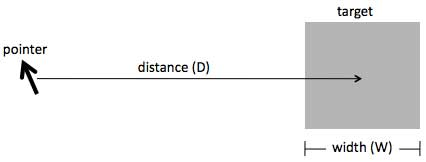 target
pointer
distance (D)
width (W)